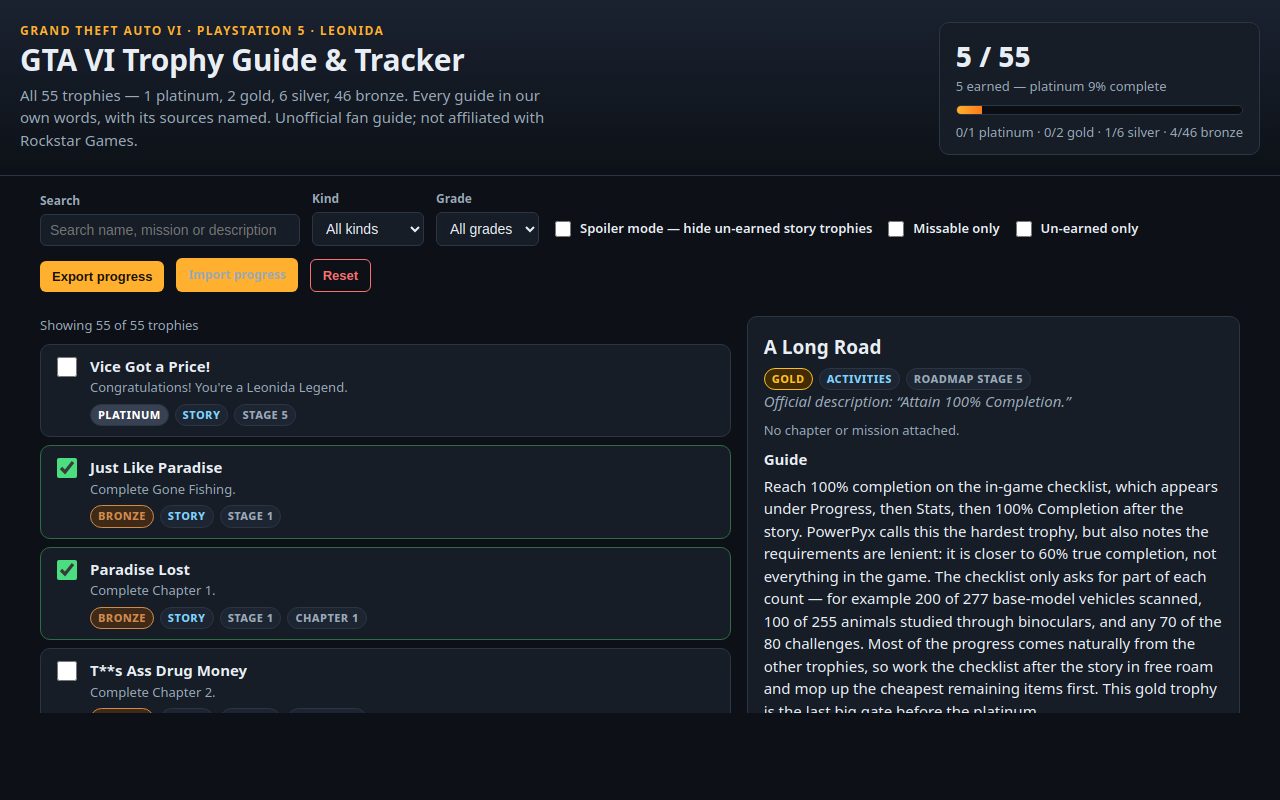 GRAND THEFT AUTO VI · PLAYSTATION 5 · LEONIDA
GTA VI Trophy Guide & Tracker
All 55 trophies — 1 platinum, 2 gold, 6 silver, 46 bronze. Every guide in our
own words, with its sources named. Unofficial fan guide; not affiliated with
Rockstar Games.
5 / 55
5 earned — platinum 9% complete
0/1 platinum · 0/2 gold · 1/6 silver · 4/46 bronze
Search
Search name, mission or description
Kind
All kinds
Grade
All grades
Spoiler mode — hide un-earned story trophies
Missable only
Un-earned only
Export progress
Import progress
Reset
Showing 55 of 55 trophies
Vice Got a Price!
Congratulations! You're a Leonida Legend.
PLATINUM STORY STAGE 5
Just Like Paradise
Complete Gone Fishing.
BRONZE STORY STAGE 1
Paradise Lost
Complete Chapter 1.
BRONZE STORY STAGE 1 CHAPTER 1
T**s Ass Drug Money
Complete Chapter 2.
A Long Road
GOLD ACTIVITIES ROADMAP STAGE 5
Official description: “Attain 100% Completion.”
No chapter or mission attached.
Guide
Reach 100% completion on the in-game checklist, which appears
under Progress, then Stats, then 100% Completion after the
story. PowerPyx calls this the hardest trophy, but also notes the
requirements are lenient: it is closer to 60% true completion, not
everything in the game. The checklist only asks for part of each
count — for example 200 of 277 base-model vehicles scanned,
100 of 255 animals studied through binoculars, and any 70 of the
80 challenges. Most of the progress comes naturally from the
other trophies, so work the checklist after the story in free roam
and mop up the cheapest remaining items first. This gold trophy
is the last big gate before the platinum.